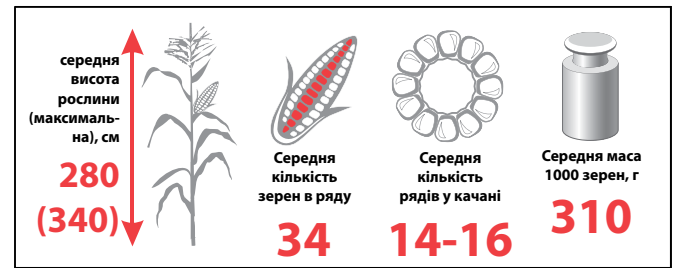 середня
висота
рослини
(максималь-
на), см
280
(340)
Середня
кількість
зерен в ряду
34
Середня
кількість
рядів у качані
14-16
Середня маса
1000 зерен, г
310